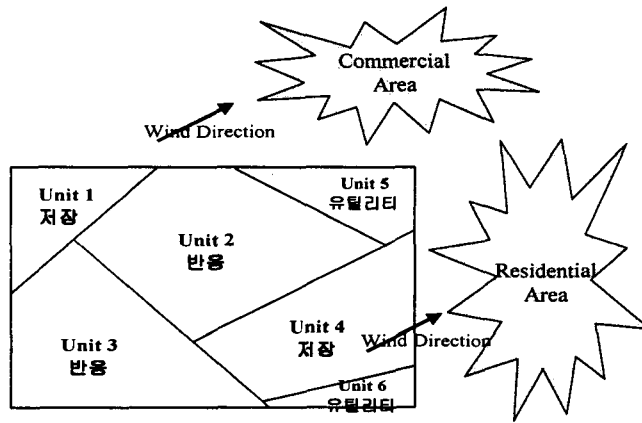 Commercial
Area
Wind Direction
Unit 1
저장
Unit 5
유틸리티
Unit 2
반응
Residential
Area
Unit 4
저장
Wind Direction
Unit 3
반응
Unit 6
유틸리티